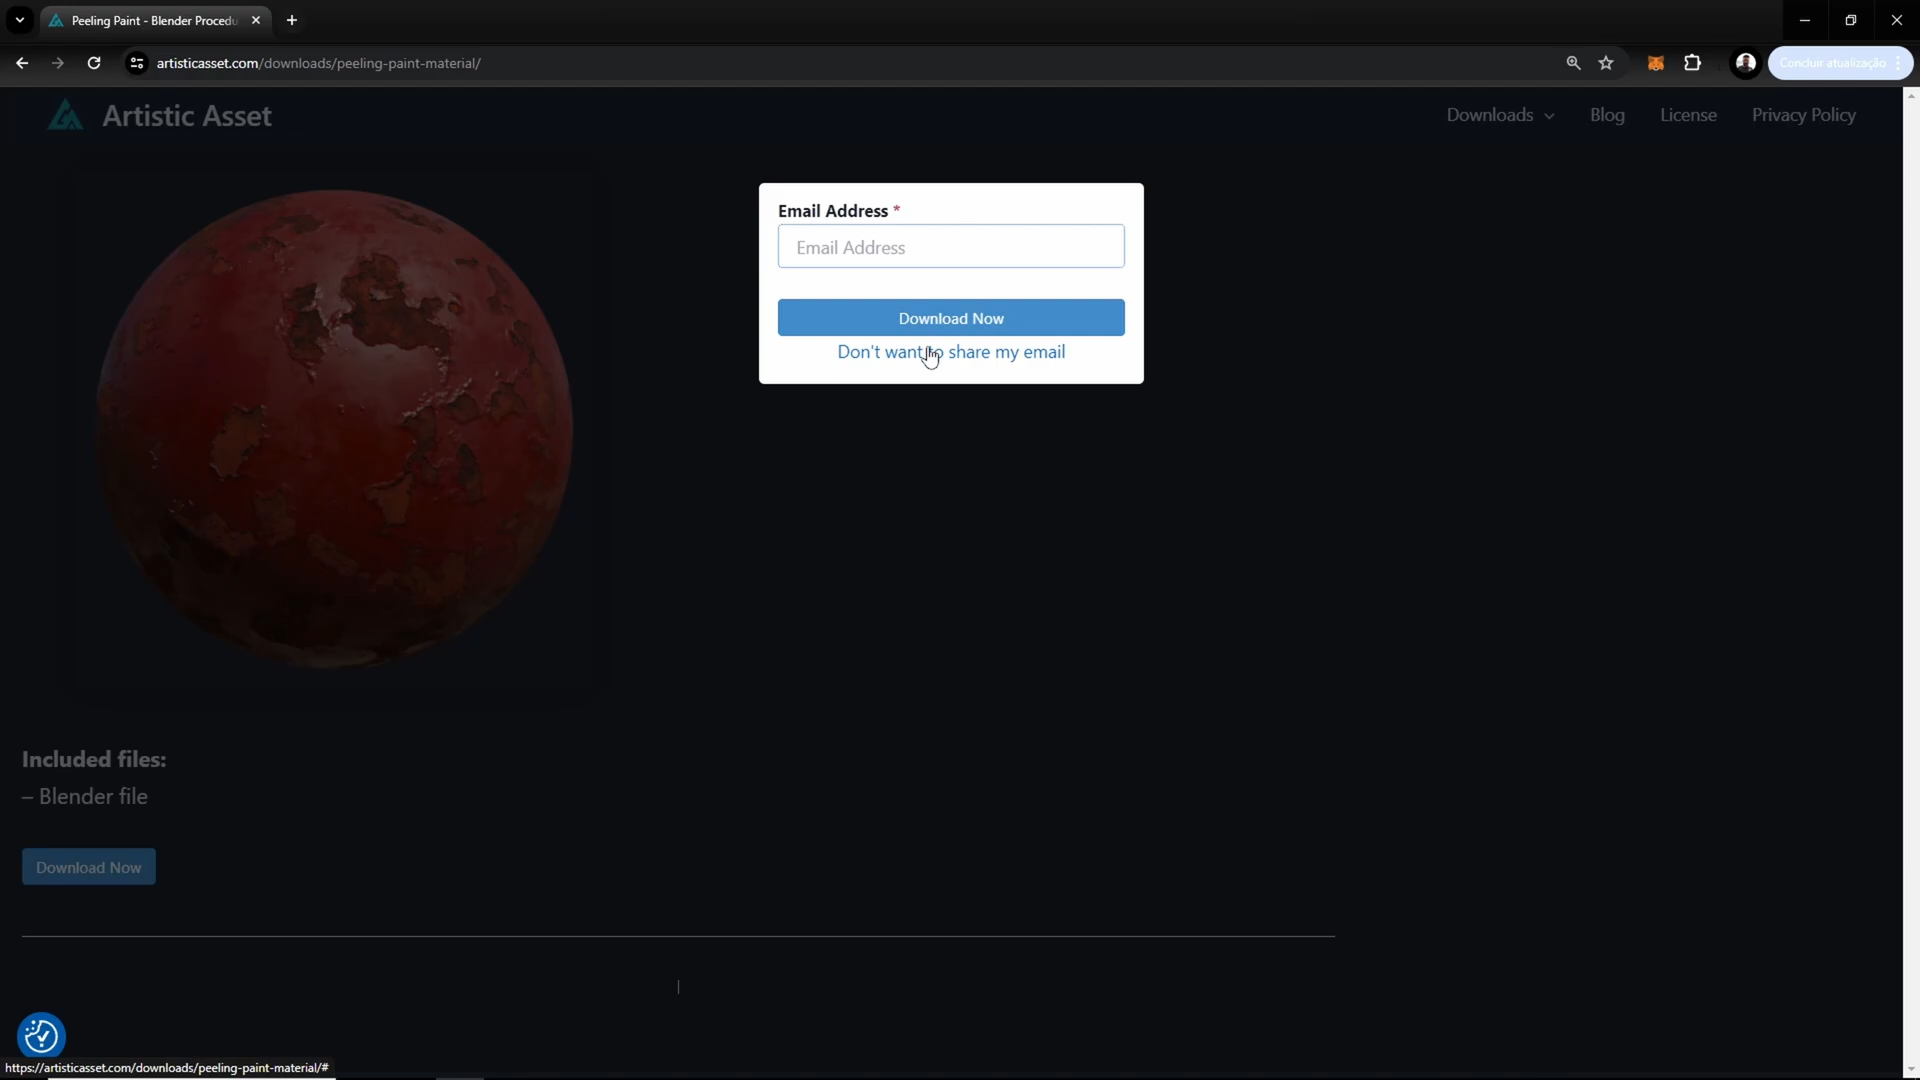 Peeling Paint - Blender Procedu
artisticasset.com/downloads/peeling-paint-material/
Concluir atualização
Artistic Asset
Downloads
Blog
License
Privacy Policy
Email Address *
Email Address
Download Now
Don't want to share my email
Included files:
– Blender file
Download Now
https://artisticasset.com/downloads/peeling-paint-material/#